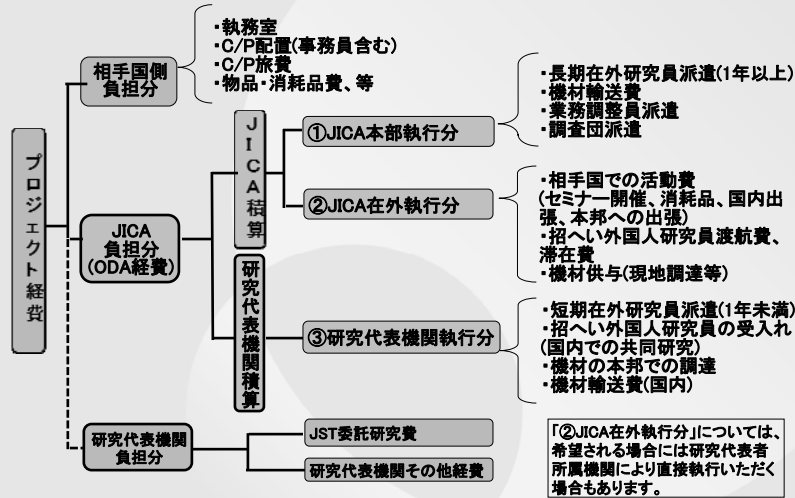 プロジェクト経費
相手国側
負担分
・執務室
・C/P配置(事務員含む)
・C/P旅費
・物品・消耗品費、等
JICA
負担分
(ODA経費)
JICA積算
①JICA本部執行分
・長期在外研究員派遣(1年以上)
・機材輸送費
・業務調整員派遣
・調査団派遣
②JICA在外執行分
・相手国での活動費
(セミナー開催、消耗品、国内出
張、本邦への出張)
・招へい外国人研究員渡航費、
滞在費
・機材供与(現地調達等)
研究代表機関積算
③研究代表機関執行分
・短期在外研究員派遣(1年未満)
・招へい外国人研究員の受入れ
(国内での共同研究)
・機材の本邦での調達
・機材輸送費(国内)
研究代表機関
負担分
JST委託研究費
研究代表機関その他経費
「②JICA在外執行分」については、
希望される場合には研究代表者
所属機関により直接執行いただく
場合もあります。